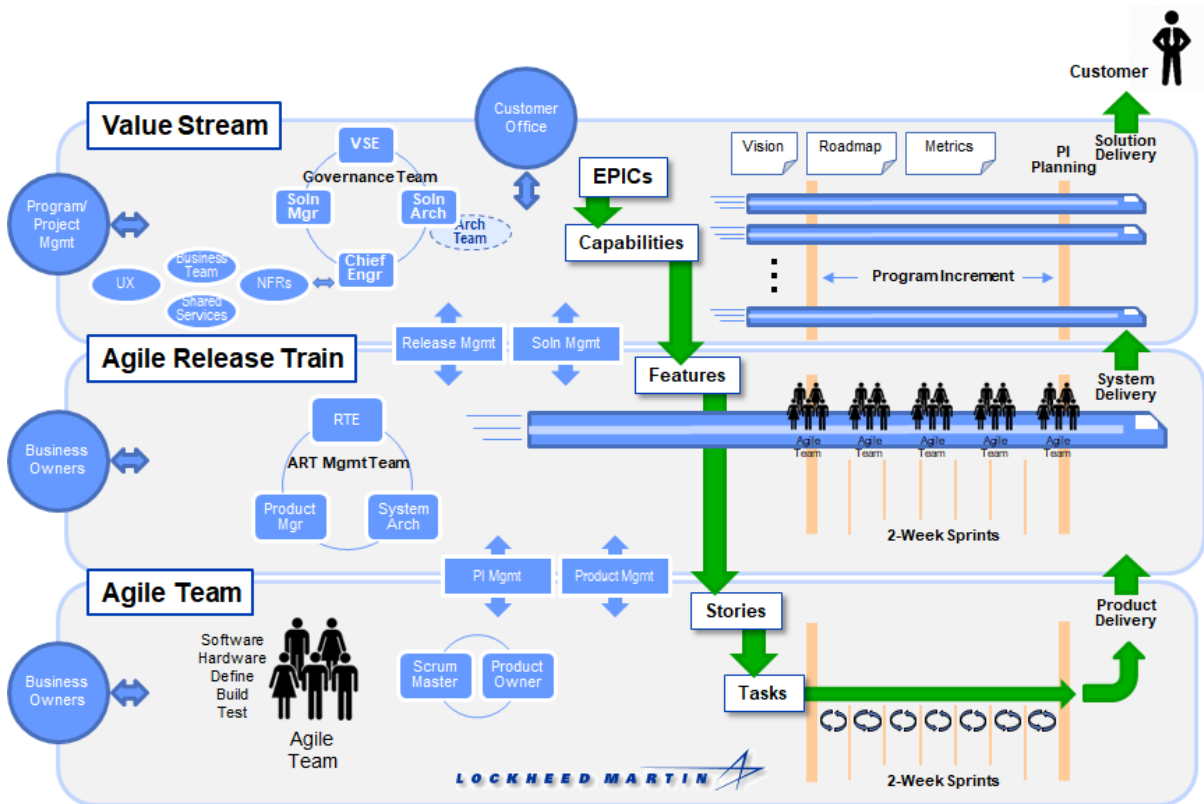 Customer
Value Stream
Customer
Office
VSE
Governance Team
Soln
Mgr
Soln
Arch
Arch
Team
Chief
Engr
Program/
Project
Mgmt
UX
Business
Team
Shared
Services
NFRs
EPICs
Capabilities
Vision
Roadmap
Metrics
PI
Planning
Solution
Delivery
Program Increment
Release Mgmt
Soln Mgmt
Agile Release Train
Features
System
Delivery
Business
Owners
RTE
ART Mgmt Team
Product
Mgr
System
Arch
Agile
Team
Agile
Team
Agile
Team
Agile
Team
Agile
Team
2-Week Sprints
PI Mgmt
Product Mgmt
Agile Team
Stories
Product
Delivery
Business
Owners
Software
Hardware
Define
Build
Test
Agile
Team
Scrum
Master
Product
Owner
Tasks
2-Week Sprints
LOCKHEED MARTIN